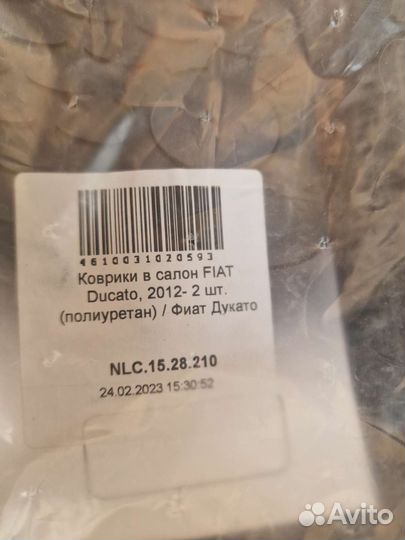 4610031020593
Коврики в салон FIAT
Ducato, 2012- 2 шт.
(полиуретан) / Фиат Дукато
NLC.15.28.210
24.02.2023 15:30:52
Avito